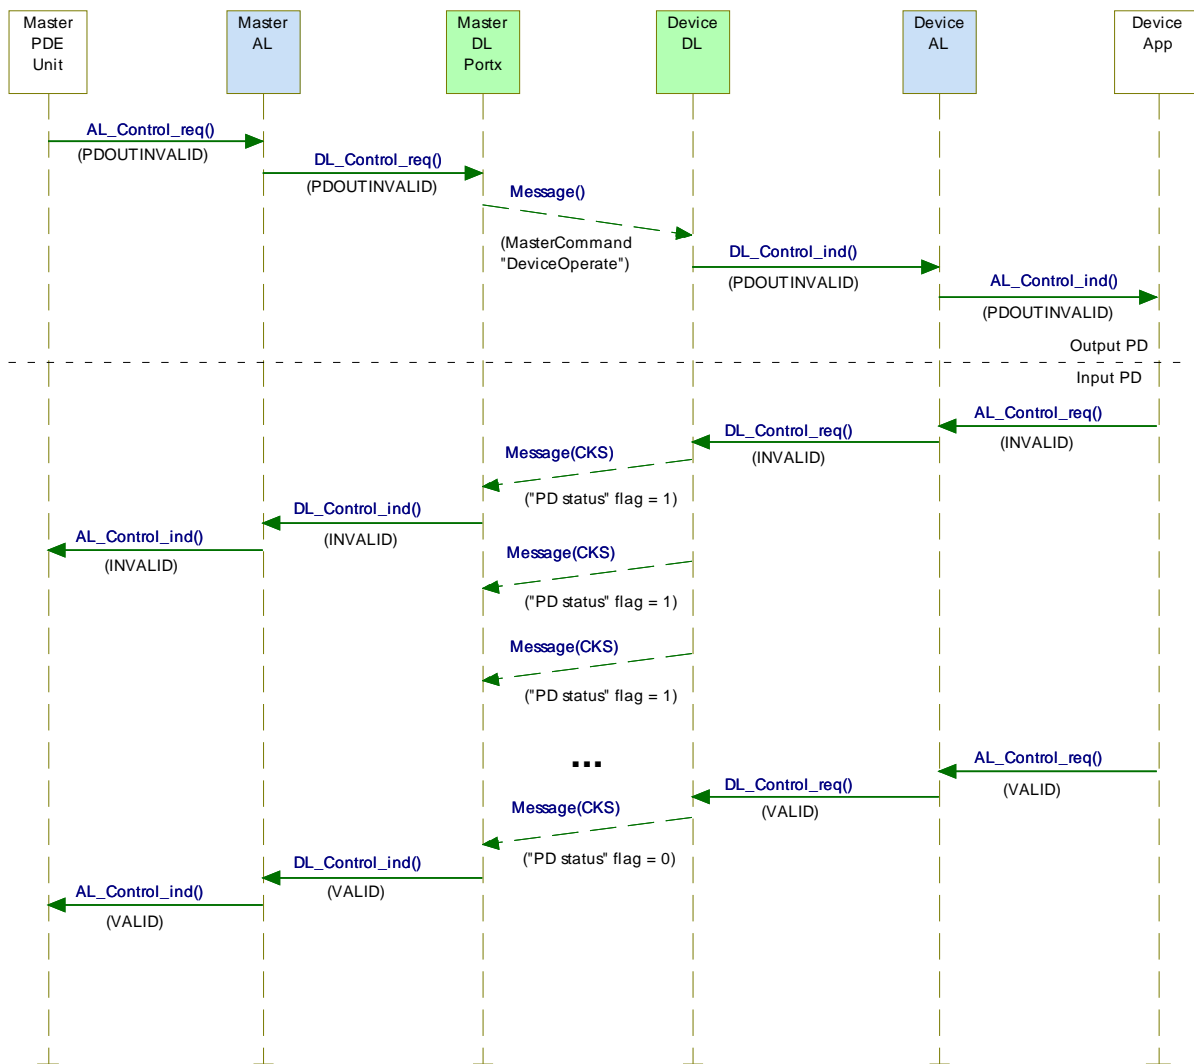 Master
PDE
Unit
Master
AL
Master
DL
Portx
Device
DL
Device
AL
Device
App
AL_Control_req()
(PDOUTINVALID)
DL_Control_req()
(PDOUTINVALID)
Message()
(MasterCommand
"DeviceOperate")
DL_Control_ind()
(PDOUTINVALID)
AL_Control_ind()
(PDOUTINVALID)
Output PD
Input PD
AL_Control_req()
(INVALID)
DL_Control_req()
(INVALID)
Message(CKS)
("PD status" flag = 1)
DL_Control_ind()
(INVALID)
AL_Control_ind()
(INVALID)
Message(CKS)
("PD status" flag = 1)
Message(CKS)
("PD status" flag = 1)
...
AL_Control_req()
(VALID)
DL_Control_req()
(VALID)
Message(CKS)
("PD status" flag = 0)
DL_Control_ind()
(VALID)
AL_Control_ind()
(VALID)